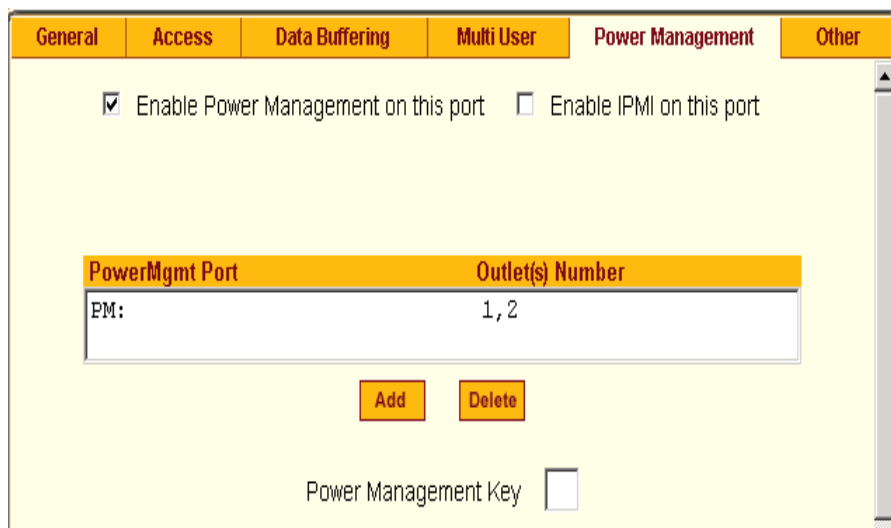 General Access Data Buffering Multi User Power Management Other
Enable Power Management on this port Enable IPMI on this port
PowerMgmt Port Outlet(s) Number
PM: 1,2
Add Delete
Power Management Key